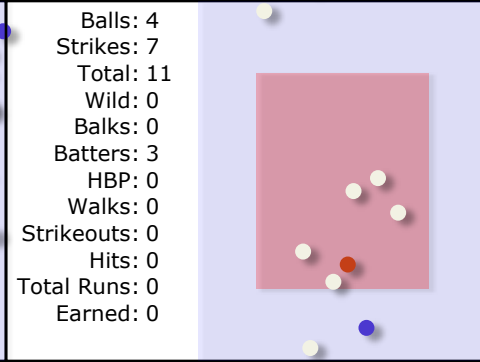 Balls: 4
Strikes: 7
Total: 11
Wild: 0
Balks: 0
Batters: 3
HBP: 0
Walks: 0
Strikeouts: 0
Hits: 0
Total Runs: 0
Earned: 0